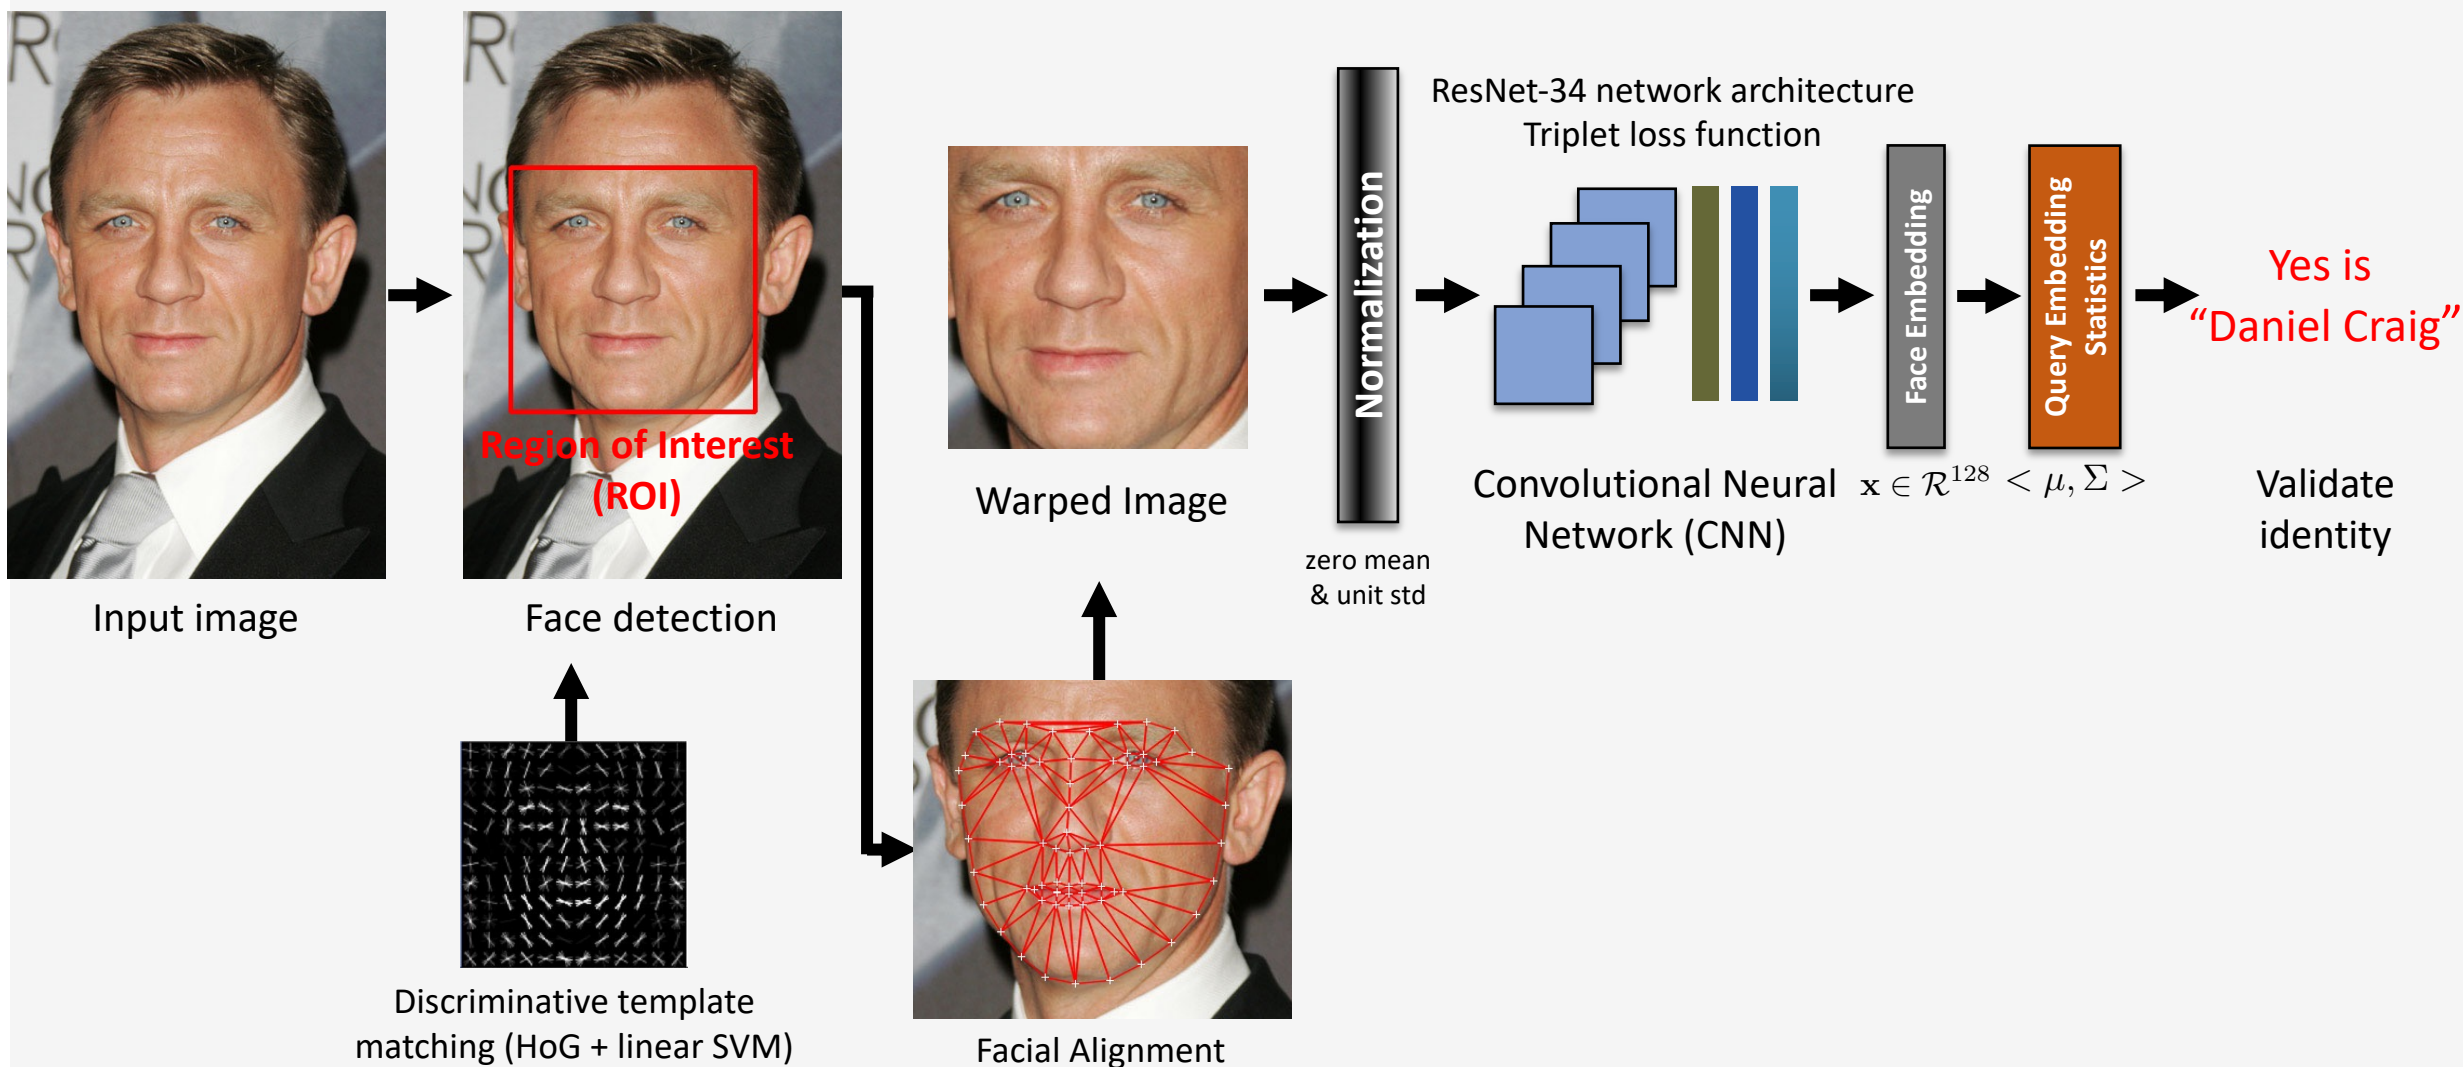 Input image
Region of Interest
(ROI)
Face detection
Discriminative template
matching (HoG + linear SVM)
Facial Alignment
Warped Image
Normalization
zero mean
& unit std
ResNet-34 network architecture
Triplet loss function
Convolutional Neural
Network (CNN)
Face Embedding
x ∈ ℛ¹²⁸
Query Embedding
Statistics
< μ, Σ >
Yes is
“Daniel Craig”
Validate
identity